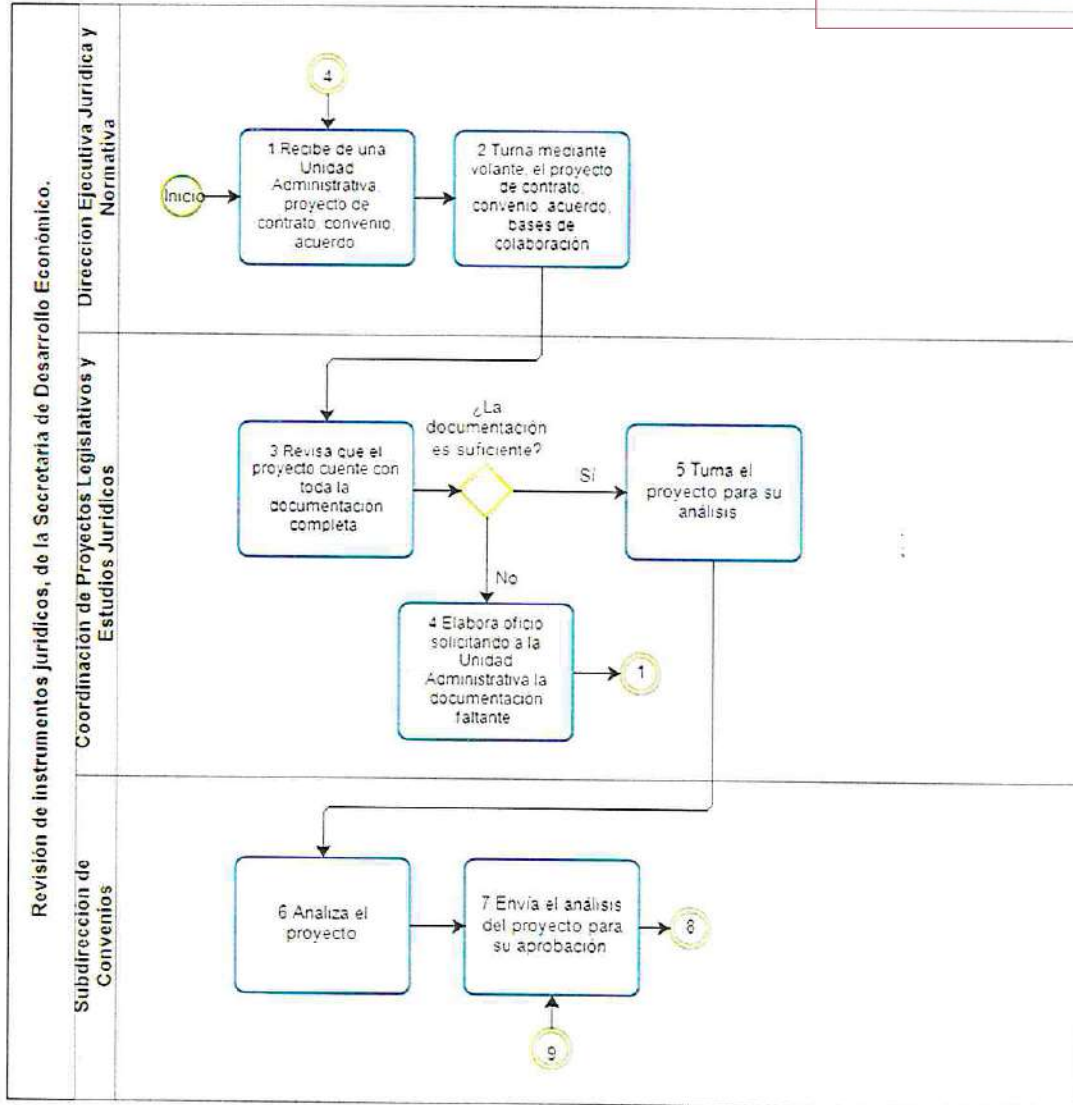 Revisión de instrumentos jurídicos, de la Secretaría de Desarrollo Económico.
Dirección Ejecutiva Jurídica y
Normativa
4
Inicio
1 Recibe de una
Unidad
Administrativa,
proyecto de
contrato, convenio,
acuerdo
2 Turna mediante
volante, el proyecto
de contrato,
convenio, acuerdo,
bases de
colaboración
Coordinación de Proyectos Legislativos y
Estudios Jurídicos
3 Revisa que el
proyecto cuente con
toda la
documentación
completa
¿La
documentación
es suficiente?
Sí
5 Turna el
proyecto para su
análisis
No
4 Elabora oficio
solicitando a la
Unidad
Administrativa la
documentación
faltante
1
Subdirección de
Convenios
6 Analiza el
proyecto
7 Envía el análisis
del proyecto para
su aprobación
8
9